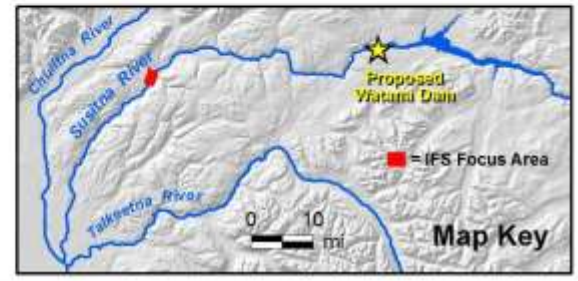 Chulitna River
Susitna River
Proposed
Watana Dam
= IFS Focus Area
Talkeetna River
0 10
mi
Map Key